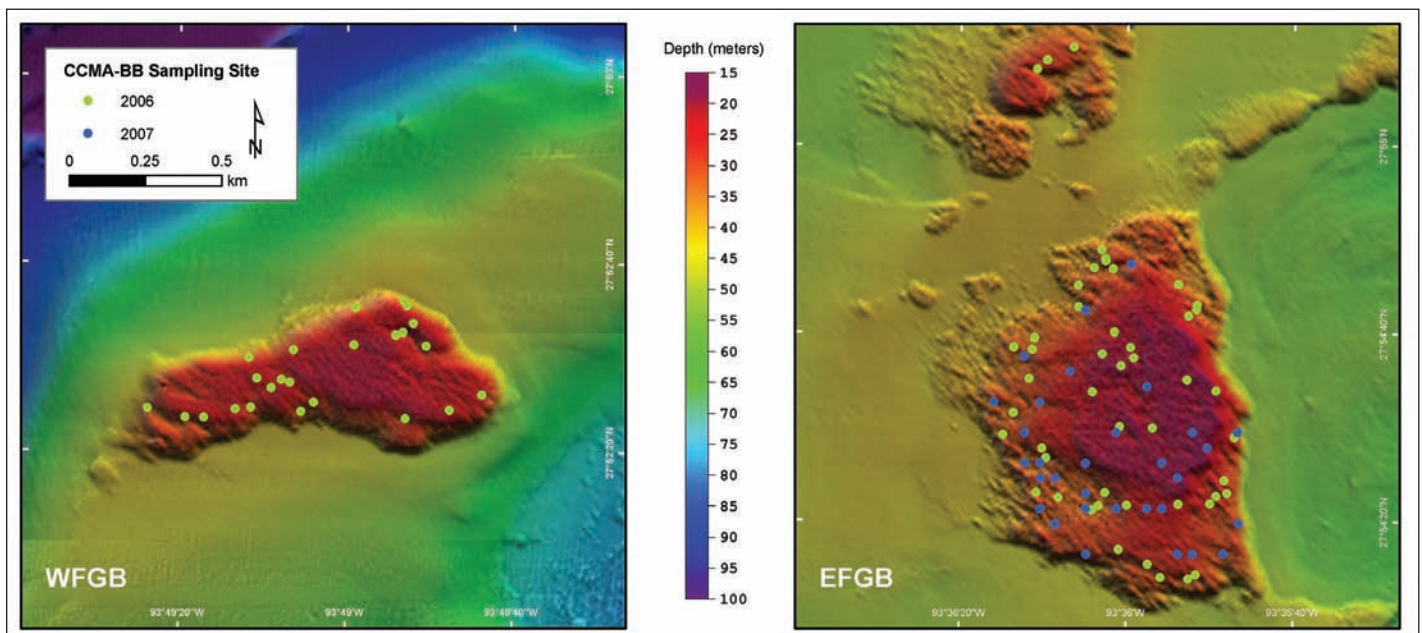 CCMA-BB Sampling Site
2006
2007
N
0 0.25 0.5
km
WFGB
93°49'20"W 93°49'W 93°48'40"W
27°53'N
27°52'40"N
27°52'20"N
Depth (meters)
15
20
25
30
35
40
45
50
55
60
65
70
75
80
85
90
95
100
EFGB
93°36'20"W 93°36'W 93°35'40"W
27°55'N
27°54'40"N
27°54'20"N